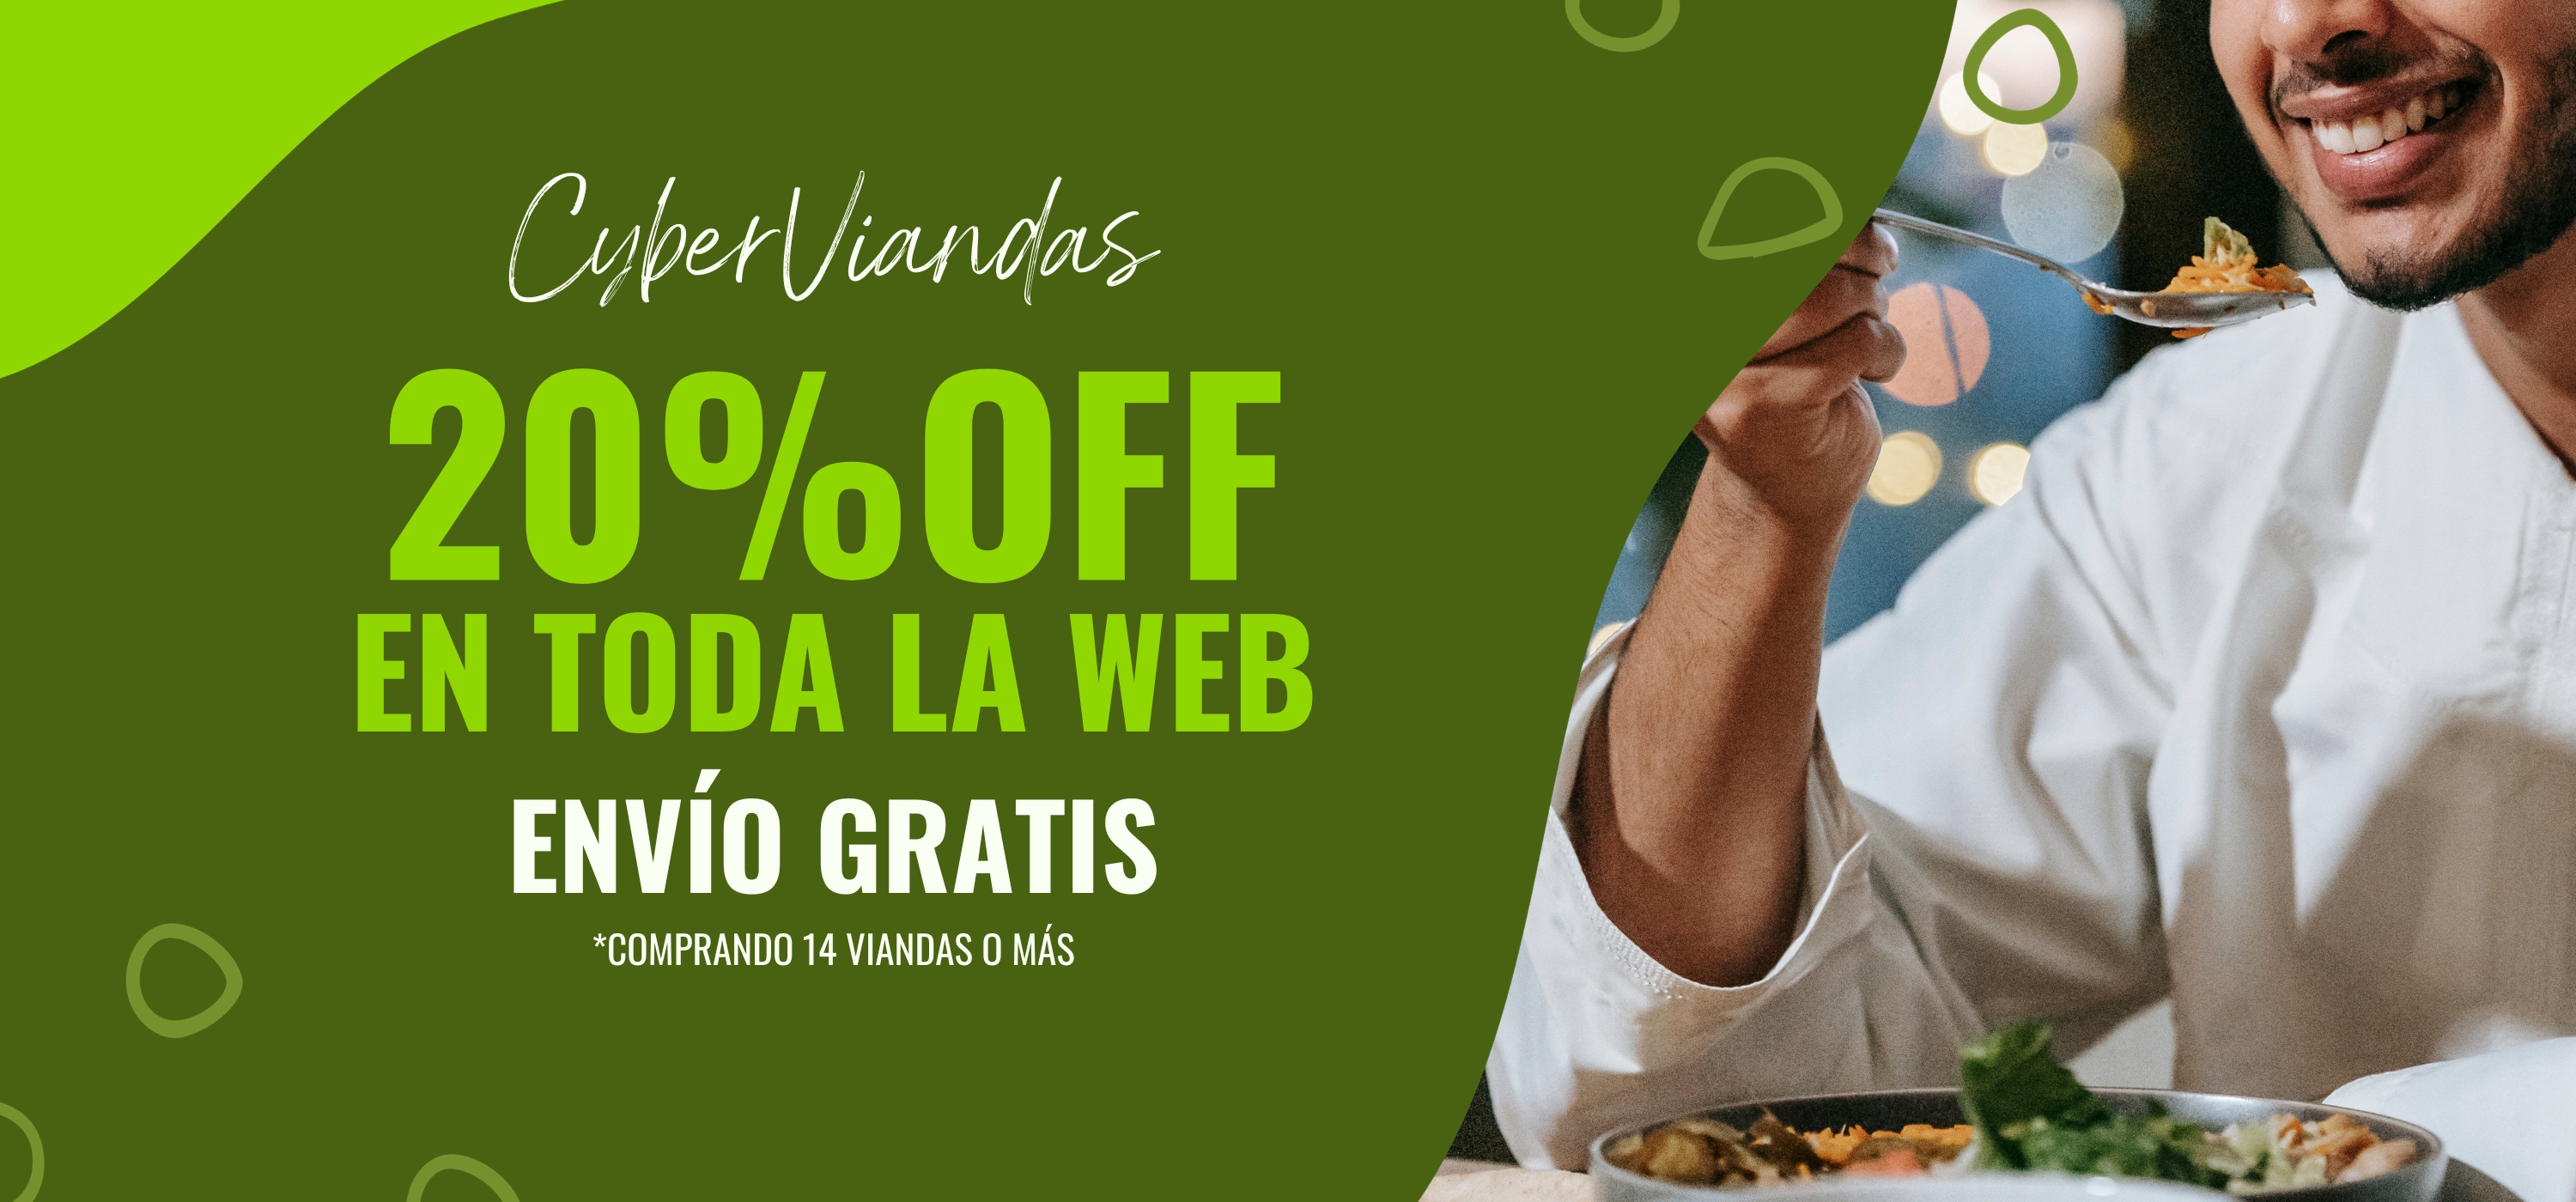 CyberViandas
20%OFF
EN TODA LA WEB
ENVÍO GRATIS
*COMPRANDO 14 VIANDAS O MÁS